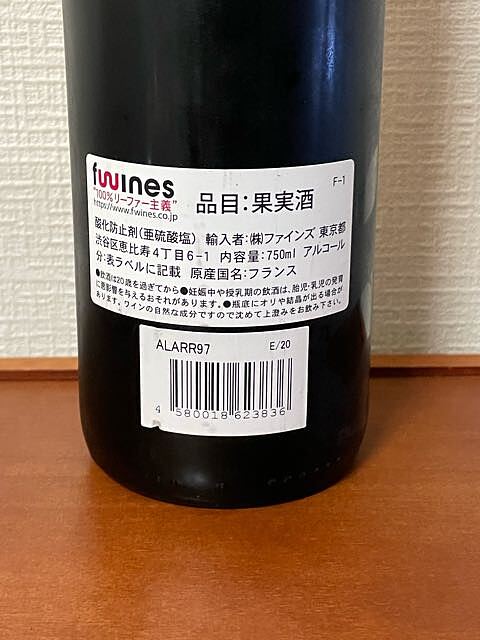 fwines
"100%リーファー主義"
https://www.fwines.co.jp
F-1
品目:果実酒
酸化防止剤(亜硫酸塩) 輸入者:㈱ファインズ 東京都
渋谷区恵比寿4丁目6-1 内容量:750ml アルコール
分:表ラベルに記載 原産国名:フランス
●飲酒は20歳を過ぎてから●妊娠中や授乳期の飲酒は、胎児・乳児の発育
に悪影響を与えるおそれがあります。●瓶底にオリや結晶が出る場合が
あります。ワインの自然な成分ですので沈めて上澄みをお飲み下さい。
ALARR97 E/20
4 580018 623836